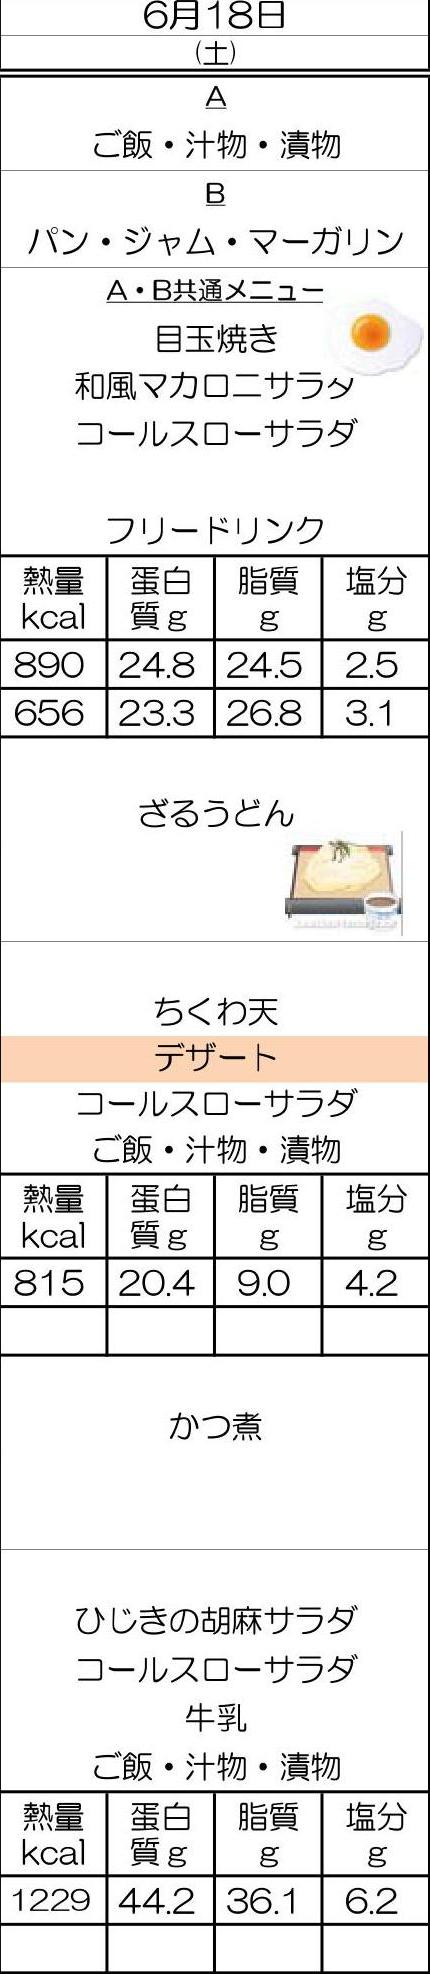 6月18日
(土)
A
ご飯・汁物・漬物
B
パン・ジャム・マーガリン
A・B共通メニュー
目玉焼き
和風マカロニサラダ
コールスローサラダ
フリードリンク
熱量 蛋白 脂質 塩分
kcal 質g g g
890 24.8 24.5 2.5
656 23.3 26.8 3.1
ざるうどん
ちくわ天
デザート
コールスローサラダ
ご飯・汁物・漬物
熱量 蛋白 脂質 塩分
kcal 質g g g
815 20.4 9.0 4.2
かつ煮
ひじきの胡麻サラダ
コールスローサラダ
牛乳
ご飯・汁物・漬物
熱量 蛋白 脂質 塩分
kcal 質g g g
1229 44.2 36.1 6.2